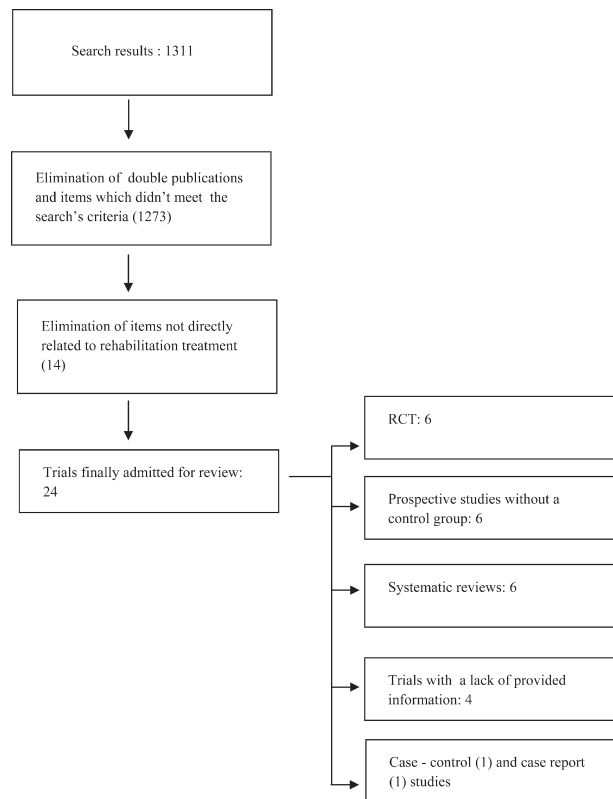 Search results : 1311
Elimination of double publications
and items which didn't meet the
search's criteria (1273)
Elimination of items not directly
related to rehabilitation treatment
(14)
Trials finally admitted for review:
24
RCT: 6
Prospective studies without a
control group: 6
Systematic reviews: 6
Trials with a lack of provided
information: 4
Case - control (1) and case report
(1) studies